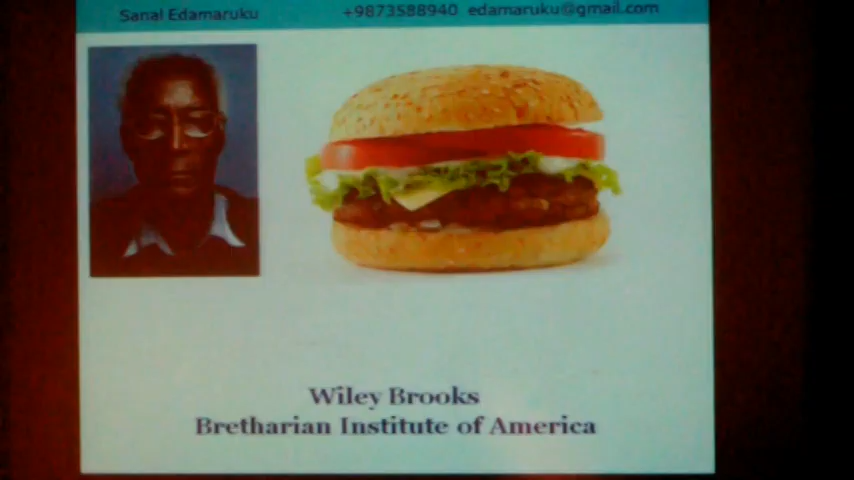 Sanal Edamaruku +9873588940 edamaruku@gmail.com
Wiley Brooks
Bretharian Institute of America